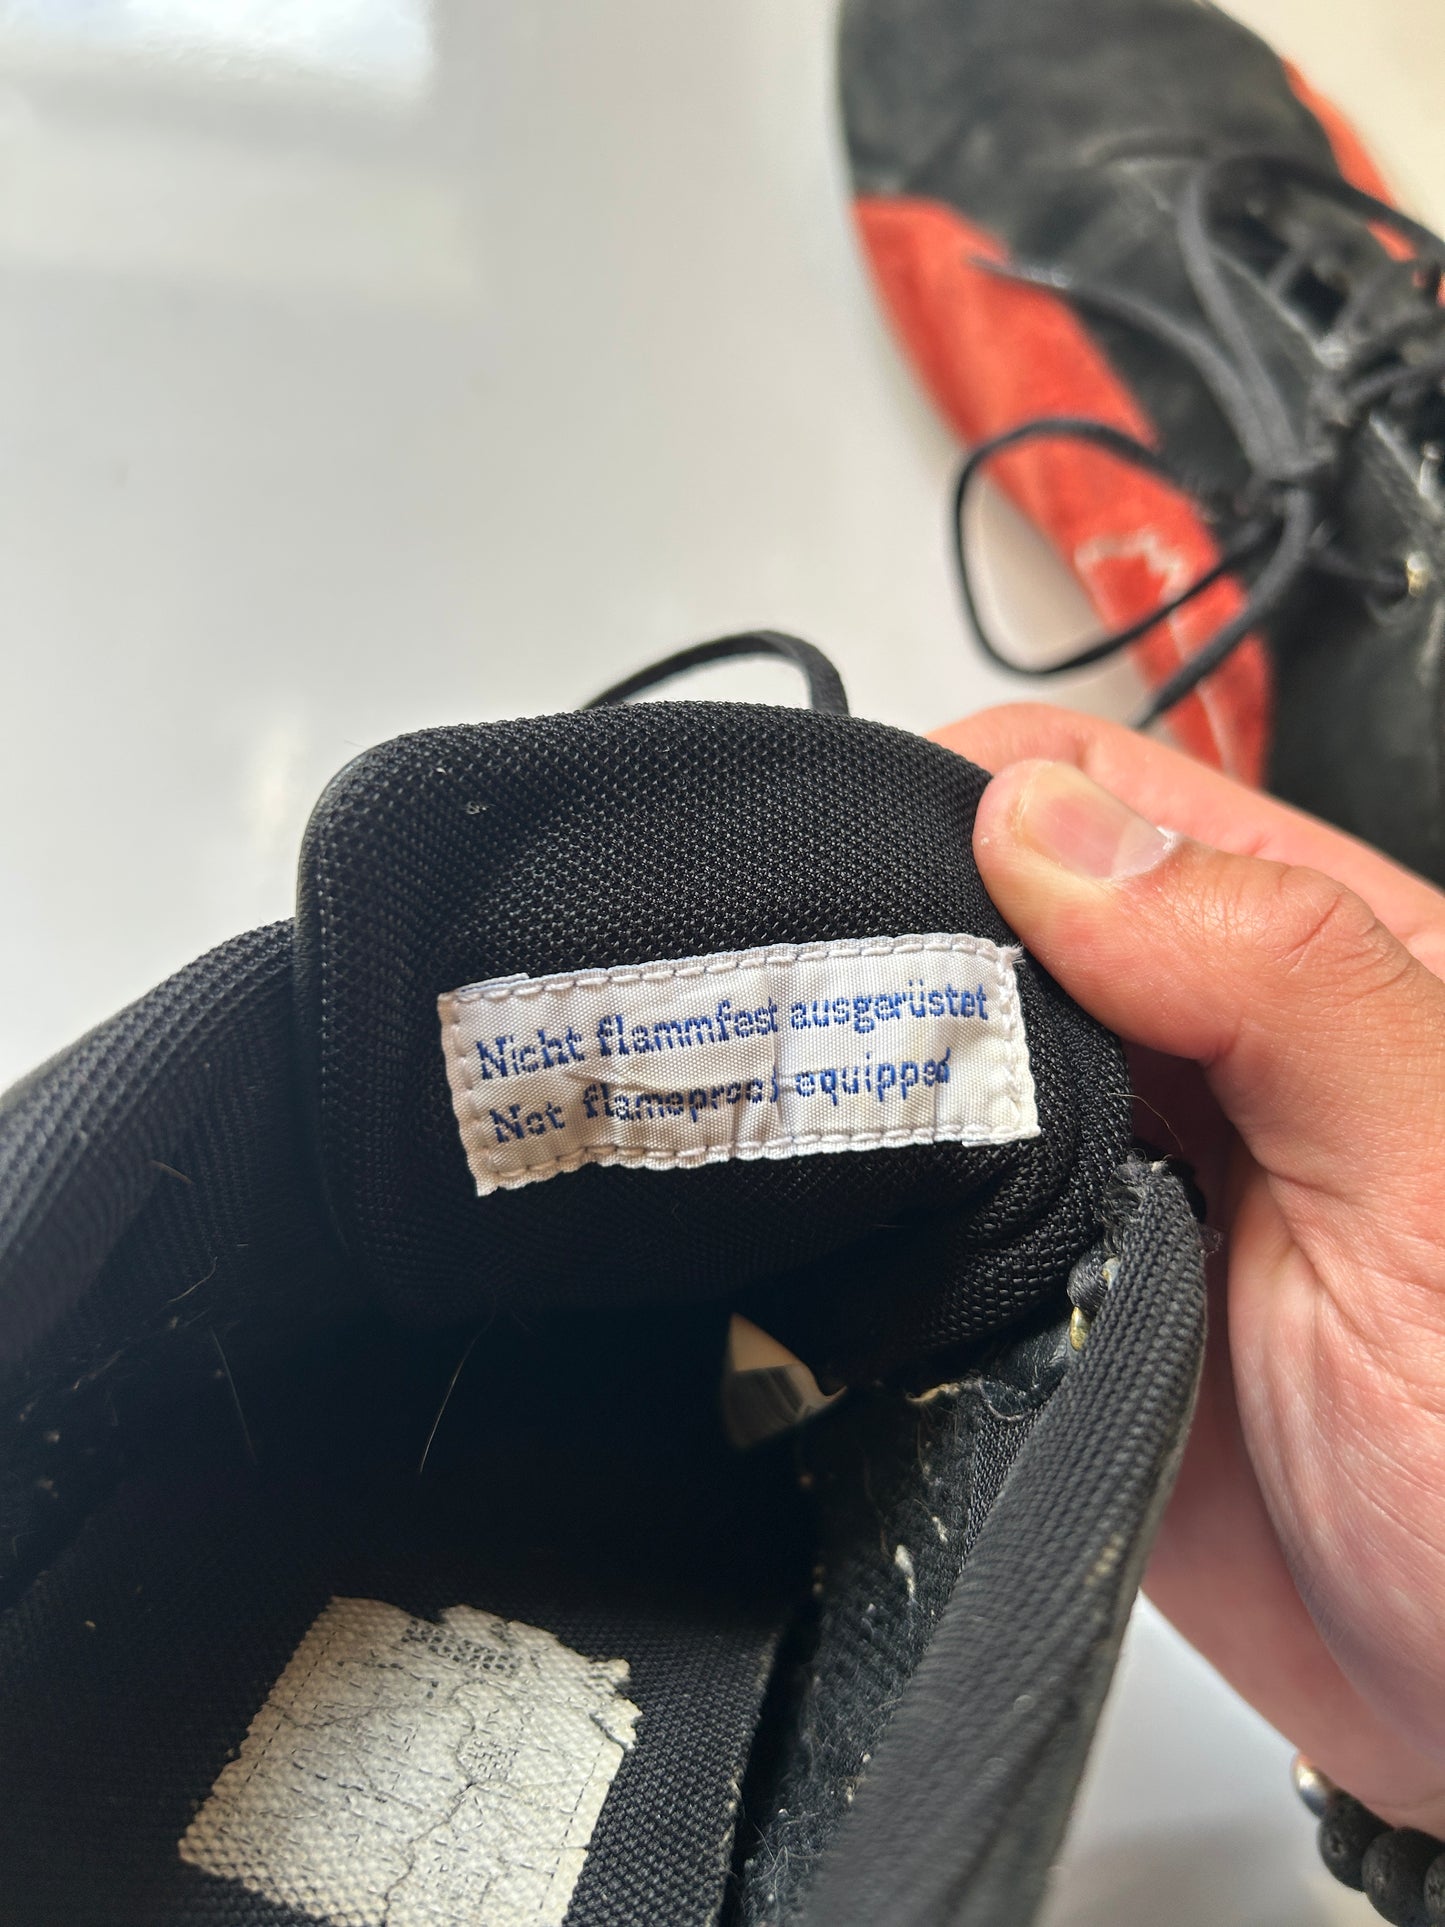 Nicht flammfest ausgerüstet
Not flameproof equipped